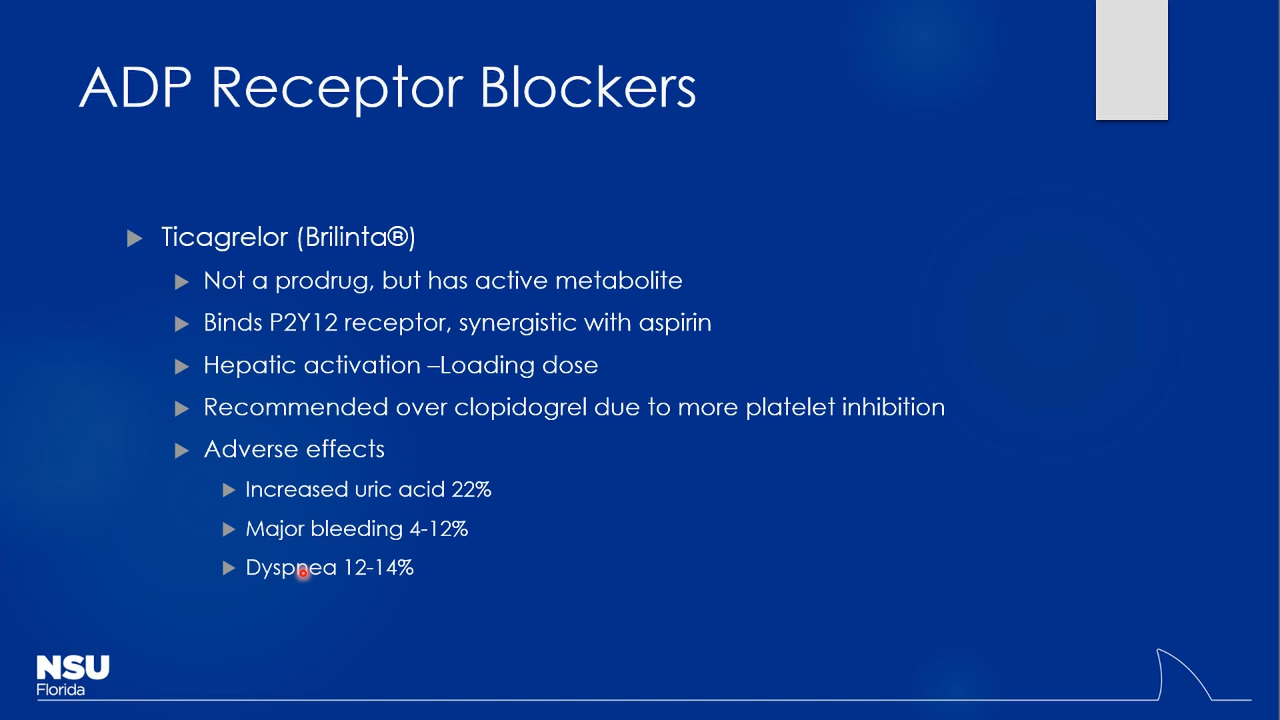 ADP Receptor Blockers
Ticagrelor (Brilinta®)
Not a prodrug, but has active metabolite
Binds P2Y12 receptor, synergistic with aspirin
Hepatic activation –Loading dose
Recommended over clopidogrel due to more platelet inhibition
Adverse effects
Increased uric acid 22%
Major bleeding 4-12%
Dyspnea 12-14%
NSU
Florida